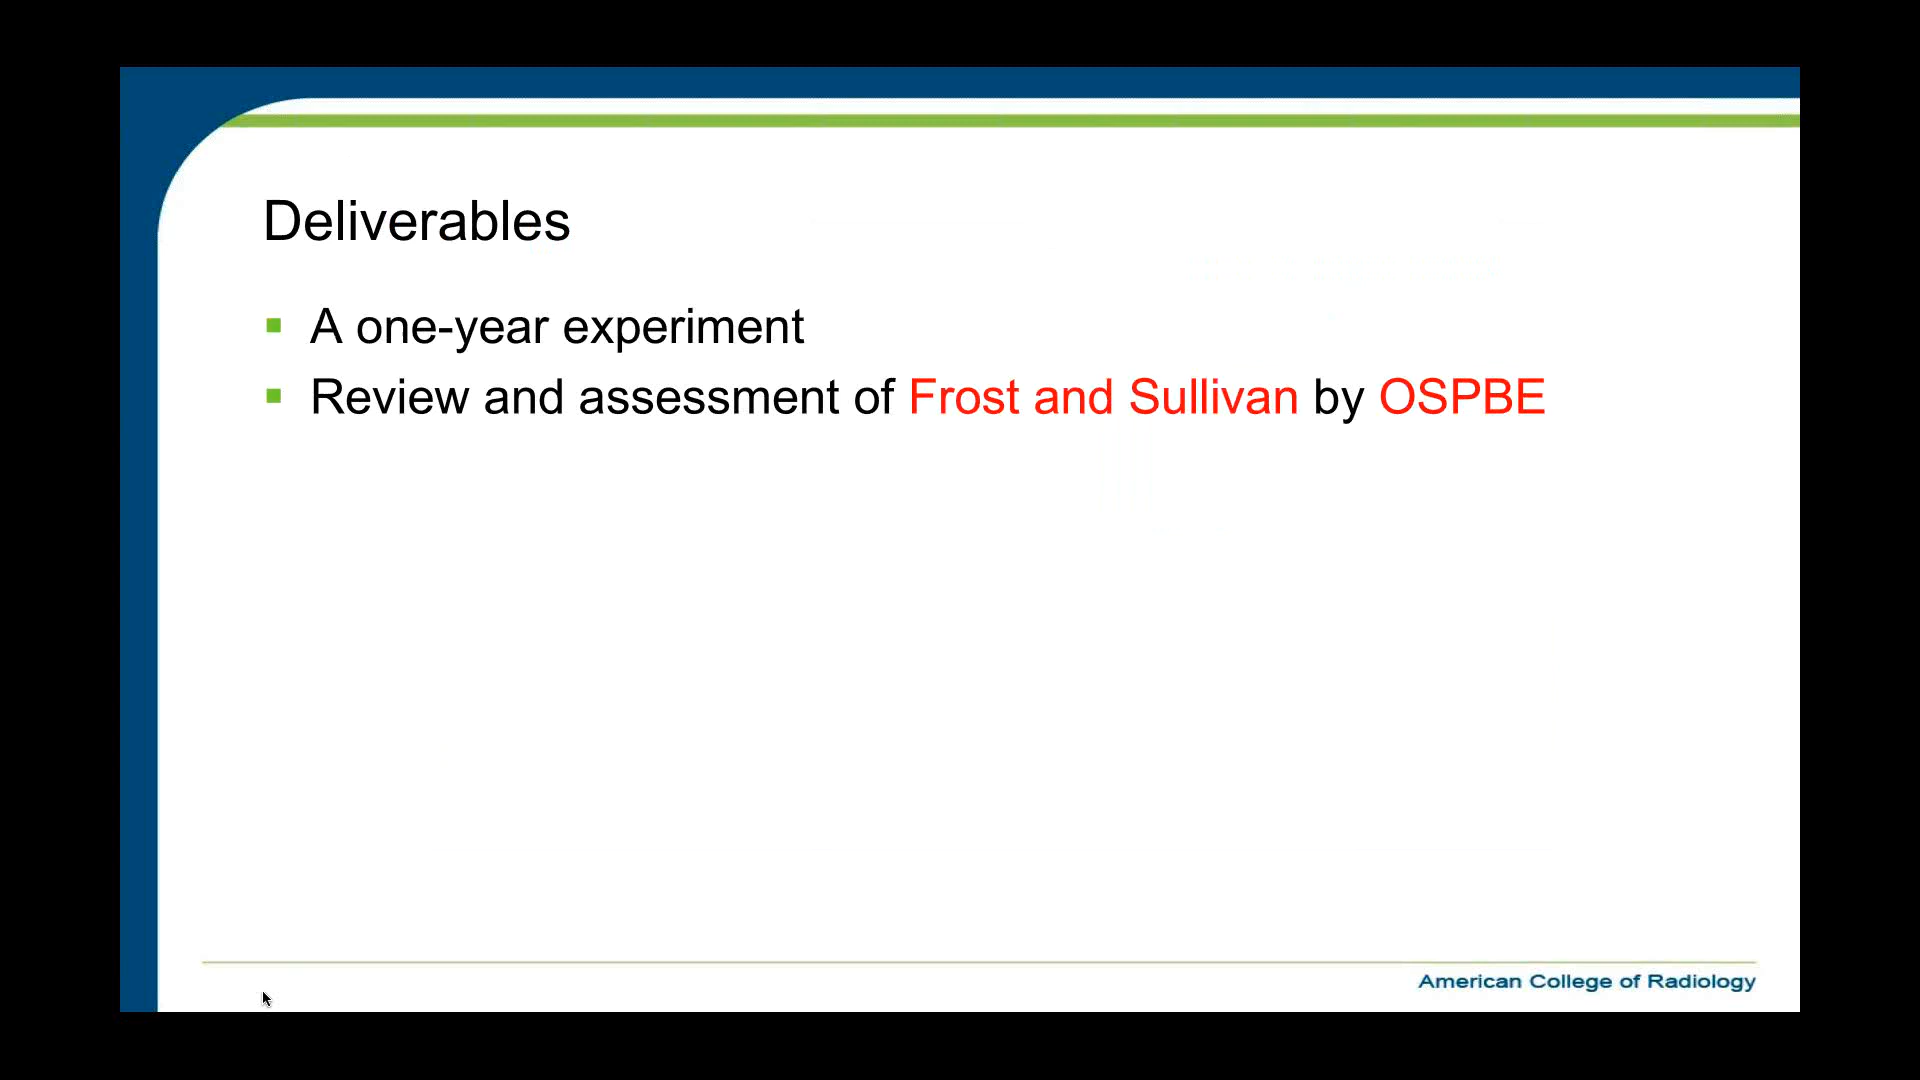 Deliverables
A one-year experiment
Review and assessment of Frost and Sullivan by OSPBE
American College of Radiology